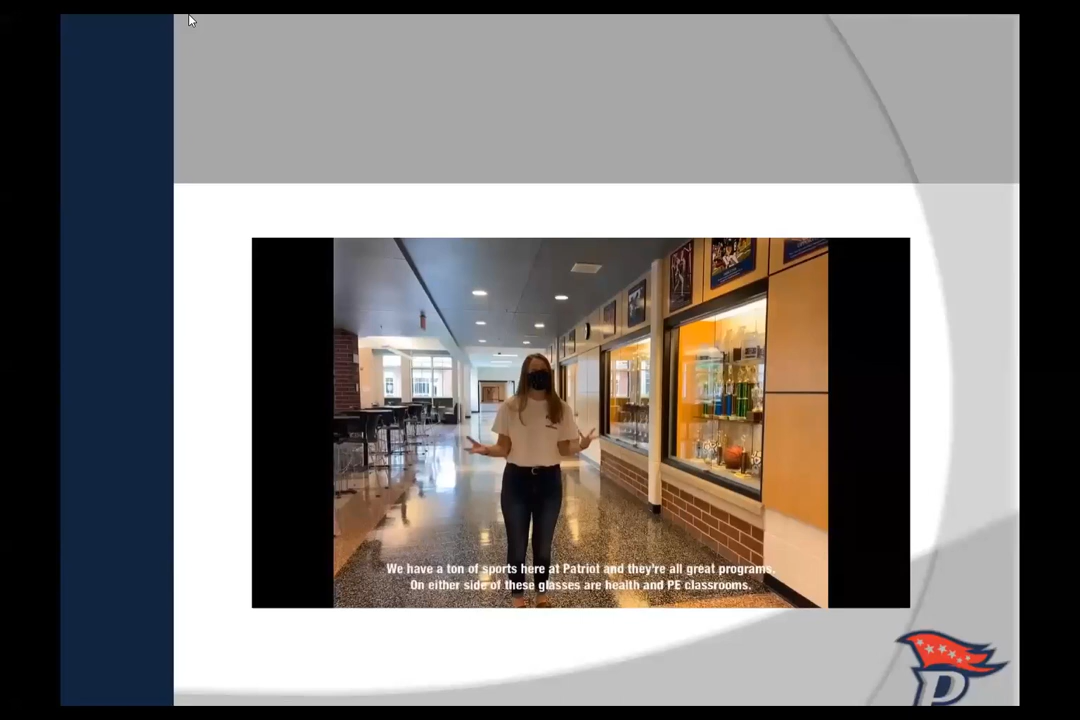 We have a ton of sports here at Patriot and they're all great programs.
On either side of these glasses are health and PE classrooms.
P